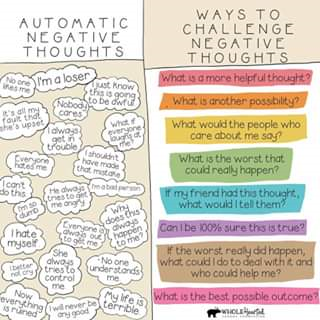 AUTOMATIC
NEGATIVE
THOUGHTS
No one
likes me
I'm a loser
I just know
this is going
to be awful
It's all my
fault that
she's upset
Nobody
cares
What if
everyone
laughs at
me?
I always
get in
trouble
Everyone
hates me
I shouldn't
have made
that mistake
I can't
do this
He always
tries to get
me angry
I'm a bad person
I'm so
dumb
Why
does this
always
happen
to me?
I hate
myself
Everyone is
always out
to get me
She
always
tries to
control
me
I better
not cry
No one
understands
me
Now
everything
is ruined
I will never be
any good
My life is
terrible
WAYS TO
CHALLENGE
NEGATIVE
THOUGHTS
What is a more helpful thought?
What is another possibility?
What would the people who
care about me say?
What is the worst that
could really happen?
If my friend had this thought,
what would I tell them?
Can I be 100% sure this is true?
If the worst really did happen,
what could I do to deal with it and
who could help me?
What is the best possible outcome?
WHOLEHearted